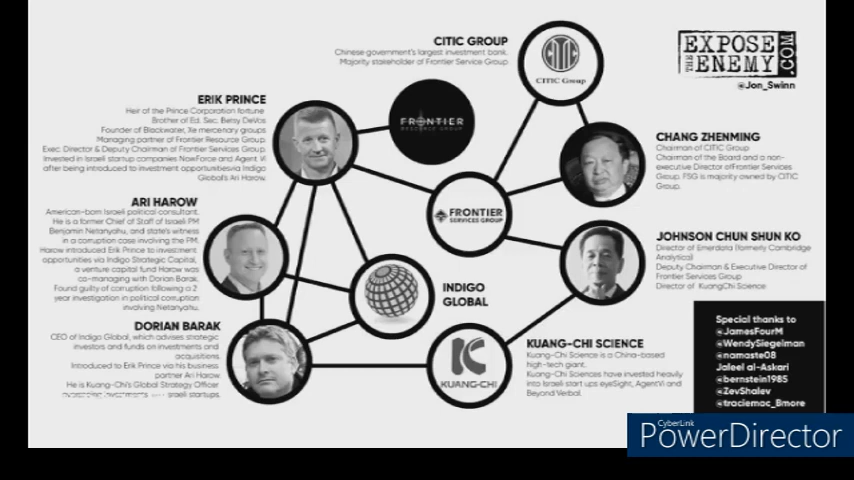 CITIC GROUP
Chinese government's largest investment bank.
Majority stakeholder of Frontier Service Group
CITIC Group
EXPOSE
THE ENEMY
.COM
@Jon_Swinn
ERIK PRINCE
Heir of the Prince Corporation fortune
Brother of Ed. Sec. Betsy DeVos
Founder of Blackwater, Xe mercenary groups
Managing partner of Frontier Resource Group.
Exec. Director & Deputy Chairman of Frontier Services Group.
Invested in Israeli startup companies NowForce and Agent Vi
after being introduced to investment opportunities via Indigo
Global's Ari Harow.
FRONTIER
RESOURCE GROUP
CHANG ZHENMING
Chairman of CITIC Group
Chairman of the Board and a non-
executive Director of Frontier Services
Group. FSG is majority owned by CITIC
Group.
ARI HAROW
American-born Israeli political consultant.
He is a former Chief of Staff of Israeli PM
Benjamin Netanyahu, and state's witness
in a corruption case involving the PM.
Harow introduced Erik Prince to investment
opportunities via Indigo Strategic Capital,
a venture capital fund Harow was
co-managing with Dorian Barak.
Found guilty of corruption following a 2
year investigation in political corruption
involving Netanyahu.
FRONTIER
SERVICES GROUP
JOHNSON CHUN SHUN KO
Director of Emerdata (formerly Cambridge
Analytica)
Deputy Chairman & Executive Director of
Frontier Services Group
Director of KuangChi Science
INDIGO
GLOBAL
DORIAN BARAK
CEO of Indigo Global, which advises strategic
investors and funds on investments and
acquisitions.
Introduced to Erik Prince via his business
partner Ari Harow.
He is Kuang-Chi's Global Strategy Officer
investments Israeli startups.
KUANG-CHI
KUANG-CHI SCIENCE
Kuang-Chi Science is a China-based
high-tech giant.
Kuang-Chi Sciences have invested heavily
into Israeli start ups eyeSight, AgentVi and
Beyond Verbal.
Special thanks to
@JamesFourM
@WendySiegelman
@namaste08
Jaleel al-Askari
@bernstein1985
@ZevShalev
@traciemac_Bmore
CyberLink
PowerDirector